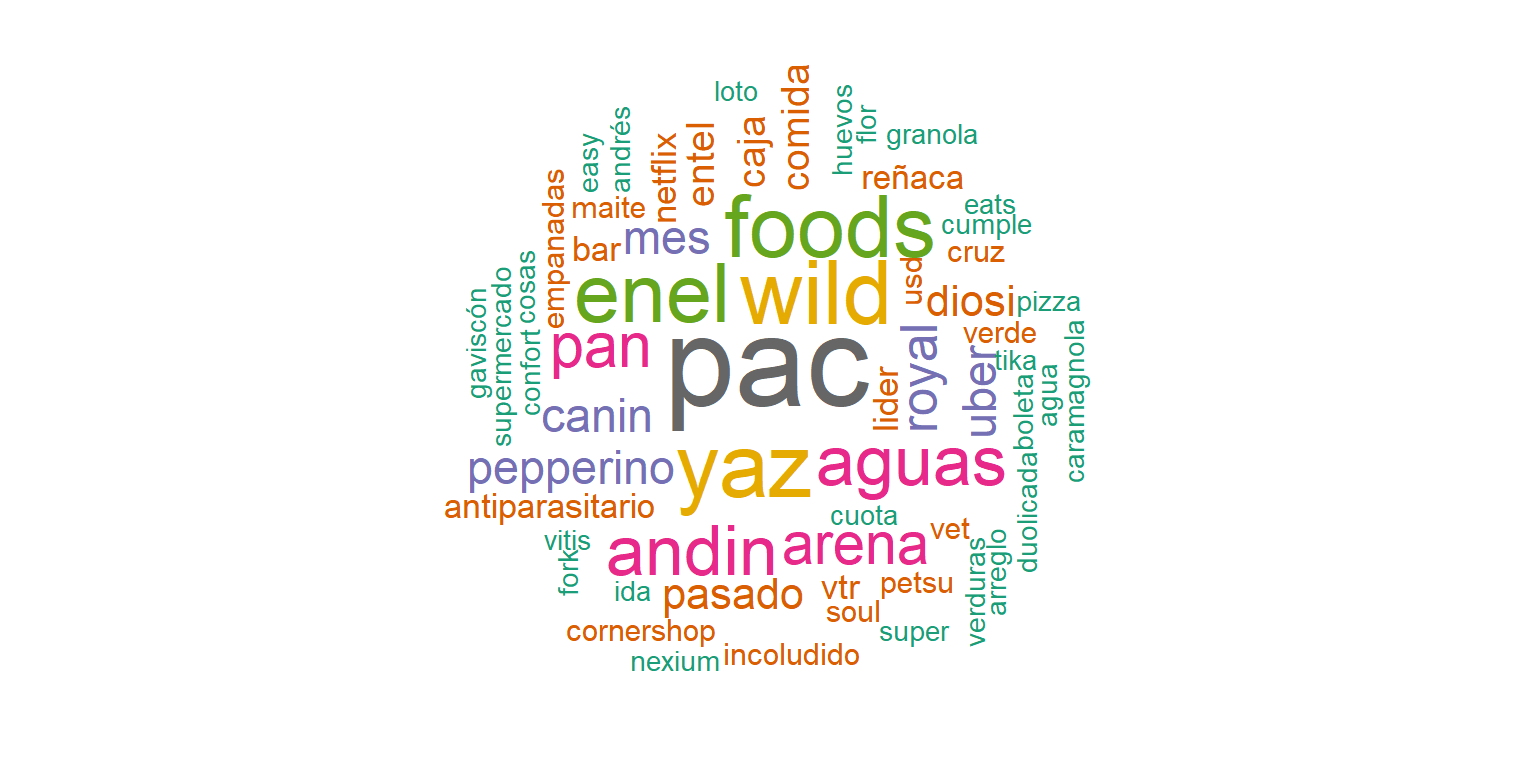 loto
comida
huevos
flor
granola
easy
andrés
netflix
entel
caja
reñaca
empanadas
maite
foods
eats
cumple
bar
mes
cruz
gaviscón
supermercado
cosas
enel
wild
usd
diosi
pizza
confort
pan
pac
lider
royal
uber
verde
tika
caramagnola
canin
boleta
agua
pepperino
yaz
aguas
duolicada
antiparasitario
cuota
vet
vitis
fork
andin
arena
verduras
arreglo
ida
pasado
vtr
petsu
soul
cornershop
super
nexium
incoludido